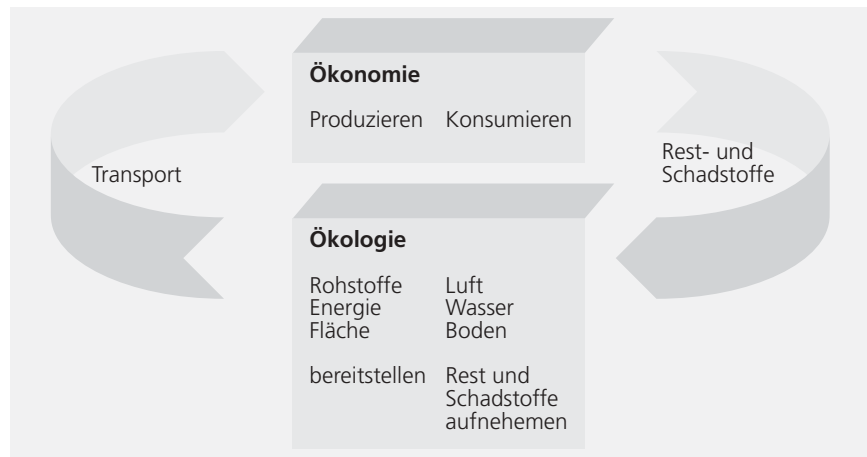 Ökonomie
Produzieren Konsumieren
Transport
Rest- und
Schadstoffe
Ökologie
Rohstoffe Luft
Energie Wasser
Fläche Boden
bereitstellen Rest und
Schadstoffe
aufnehemen